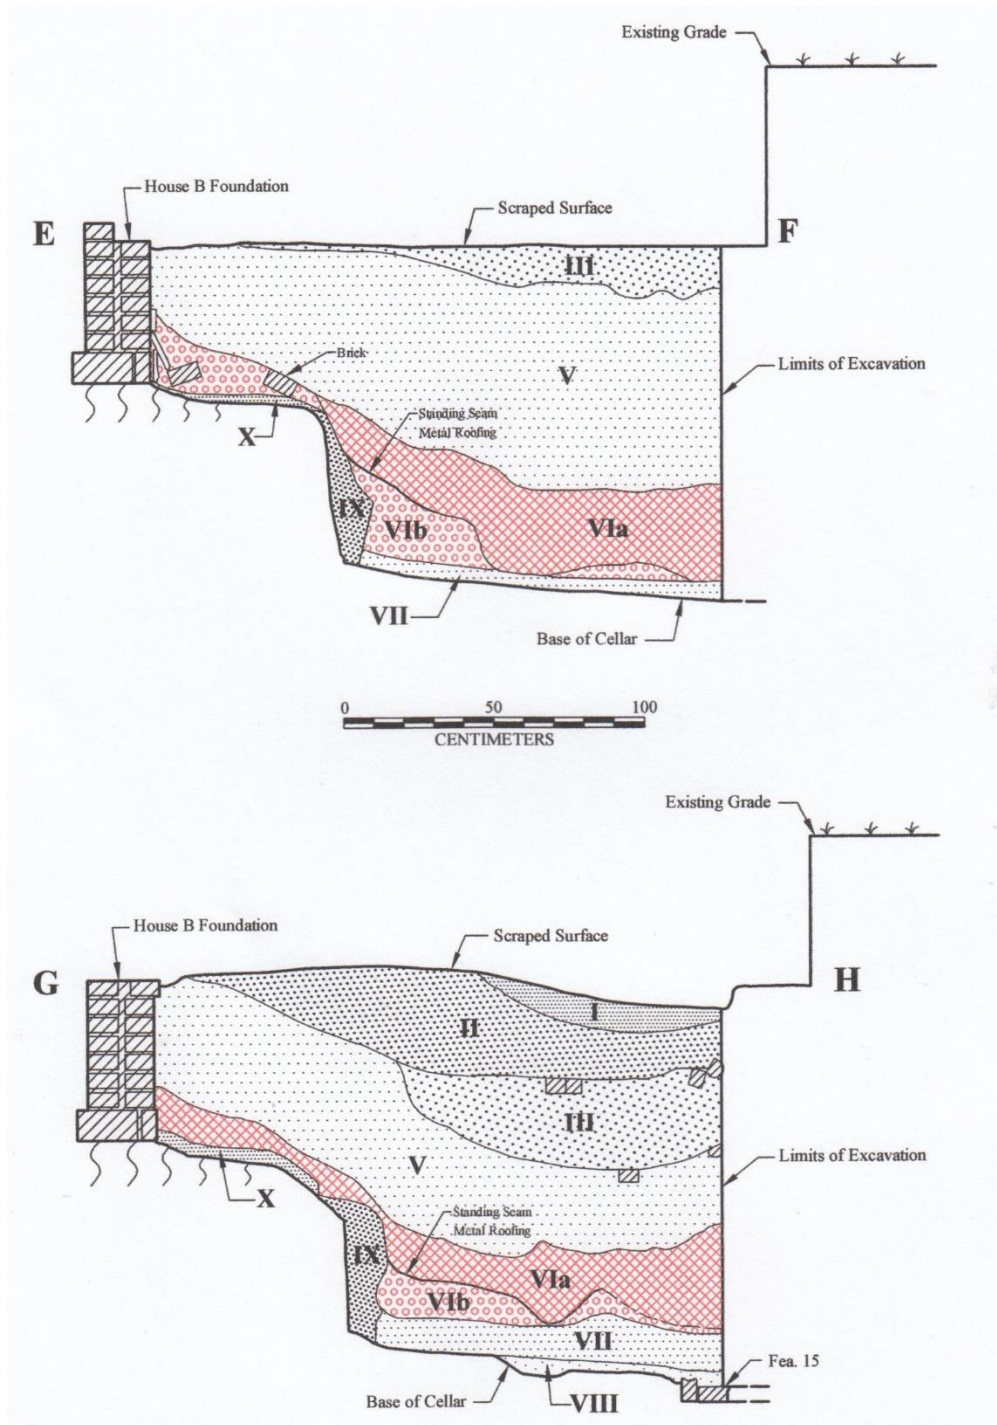 Existing Grade
House B Foundation
Scraped Surface
E
F
III
Brick
Limits of Excavation
V
Standing Seam
Metal Roofing
X
IX
VIb
VIa
VII
Base of Cellar
0 50 100
CENTIMETERS
Existing Grade
House B Foundation
Scraped Surface
G
H
I
II
III
Limits of Excavation
V
X
Standing Seam
Metal Roofing
IX
VIa
VIb
VII
Fea. 15
Base of Cellar
VIII